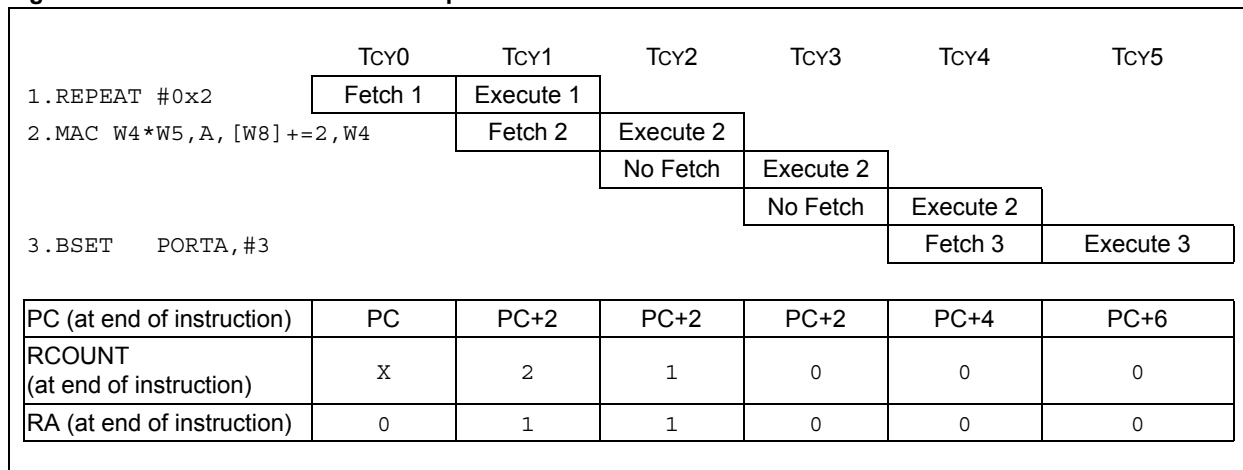 TCY0 TCY1 TCY2 TCY3 TCY4 TCY5
1.REPEAT #0x2 Fetch 1 Execute 1
2.MAC W4*W5,A,[W8]+=2,W4 Fetch 2 Execute 2
No Fetch Execute 2
No Fetch Execute 2
3.BSET PORTA,#3 Fetch 3 Execute 3
PC (at end of instruction) PC PC+2 PC+2 PC+2 PC+4 PC+6
RCOUNT
(at end of instruction) X 2 1 0 0 0
RA (at end of instruction) 0 1 1 0 0 0